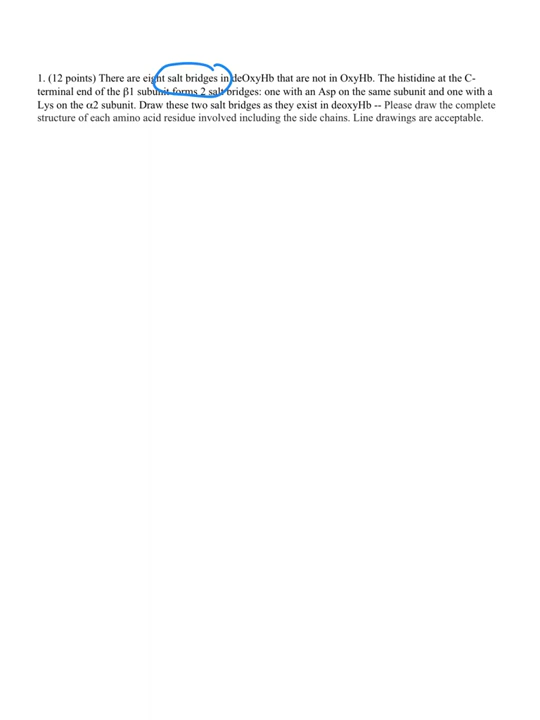 1. (12 points) There are eight salt bridges in deOxyHb that are not in OxyHb. The histidine at the C-
terminal end of the β1 subunit forms 2 salt bridges: one with an Asp on the same subunit and one with a
Lys on the α2 subunit. Draw these two salt bridges as they exist in deoxyHb -- Please draw the complete
structure of each amino acid residue involved including the side chains. Line drawings are acceptable.